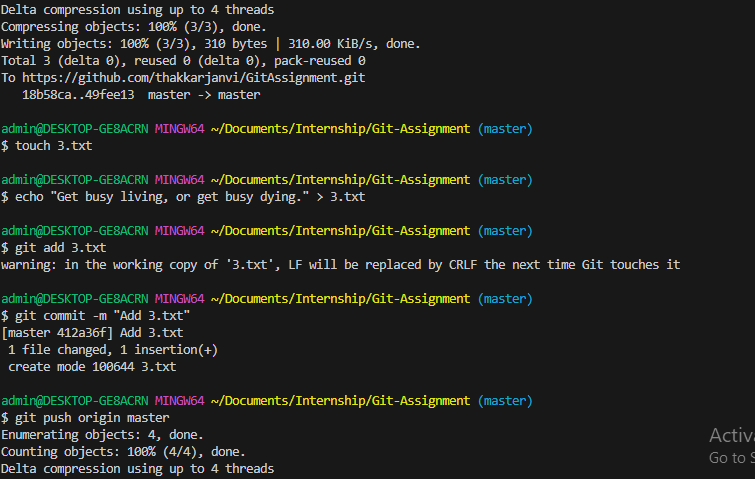 Delta compression using up to 4 threads
Compressing objects: 100% (3/3), done.
Writing objects: 100% (3/3), 310 bytes | 310.00 KiB/s, done.
Total 3 (delta 0), reused 0 (delta 0), pack-reused 0
To https://github.com/thakkarjanvi/GitAssignment.git
   18b58ca..49fee13  master -> master

admin@DESKTOP-GE8ACRN MINGW64 ~/Documents/Internship/Git-Assignment (master)
$ touch 3.txt

admin@DESKTOP-GE8ACRN MINGW64 ~/Documents/Internship/Git-Assignment (master)
$ echo "Get busy living, or get busy dying." > 3.txt

admin@DESKTOP-GE8ACRN MINGW64 ~/Documents/Internship/Git-Assignment (master)
$ git add 3.txt
warning: in the working copy of '3.txt', LF will be replaced by CRLF the next time Git touches it

admin@DESKTOP-GE8ACRN MINGW64 ~/Documents/Internship/Git-Assignment (master)
$ git commit -m "Add 3.txt"
[master 412a36f] Add 3.txt
 1 file changed, 1 insertion(+)
 create mode 100644 3.txt

admin@DESKTOP-GE8ACRN MINGW64 ~/Documents/Internship/Git-Assignment (master)
$ git push origin master
Enumerating objects: 4, done.
Counting objects: 100% (4/4), done.
Delta compression using up to 4 threads
Activa
Go to S